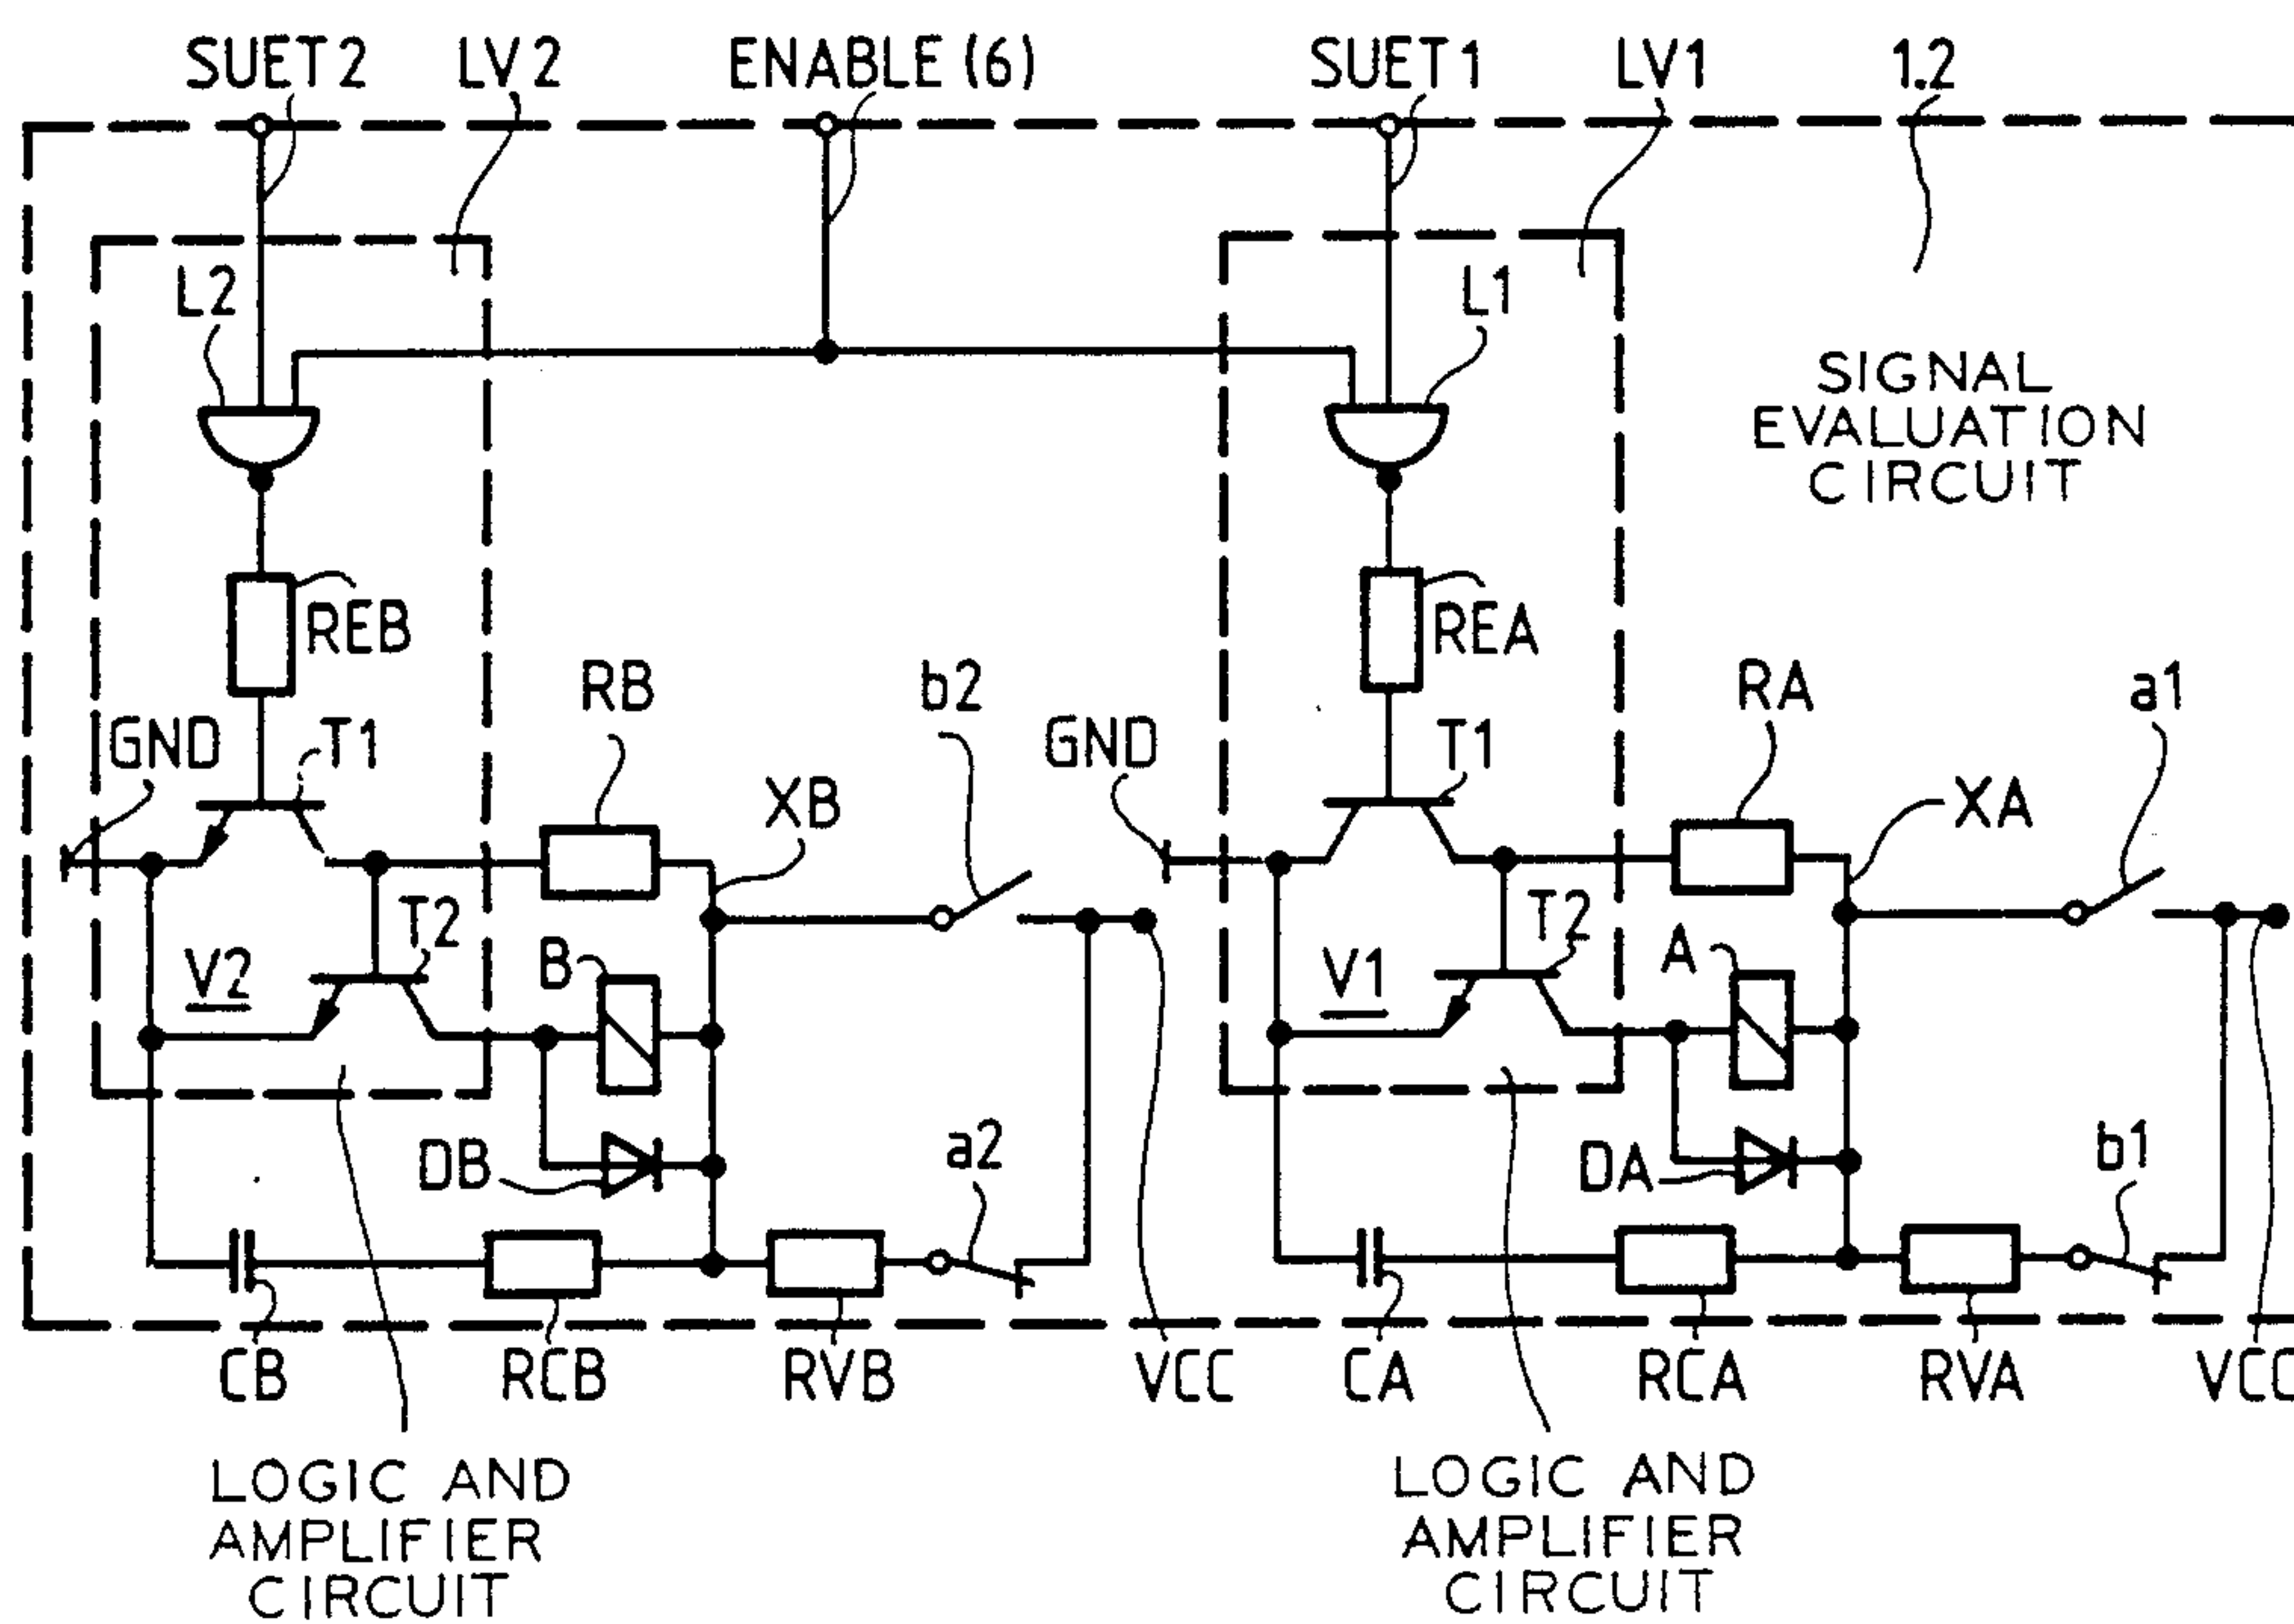 SUET2 LV2 ENABLE (6) SUET1 LV1 1.2
L2 L1
SIGNAL
EVALUATION
CIRCUIT
REB REA
RB b2 RA a1
GND T1 GND T1
XB XA
T2 T2
V2 B V1 A
DB a2 DA b1
CB RCB RVB VCC CA RCA RVA VCC
LOGIC AND LOGIC AND
AMPLIFIER AMPLIFIER
CIRCUIT CIRCUIT